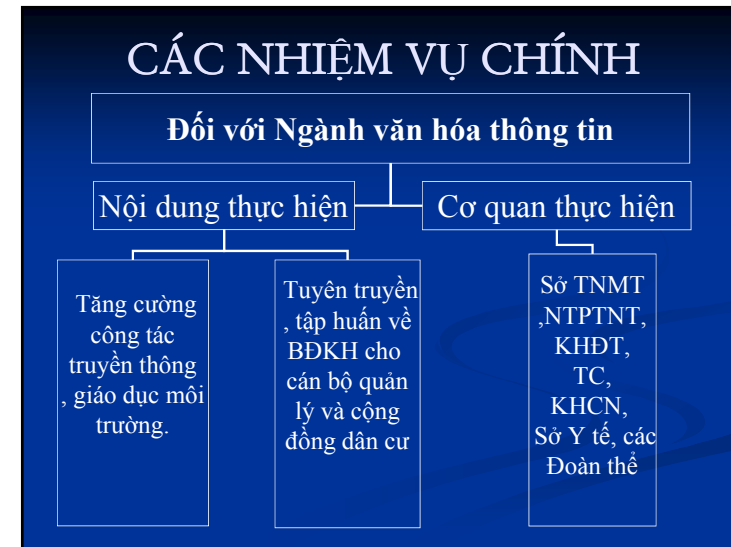 CÁC NHIỆM VỤ CHÍNH
Đối với Ngành văn hóa thông tin
Nội dung thực hiện
Cơ quan thực hiện
Tăng cường
công tác
truyền thông
, giáo dục môi
trường.
Tuyên truyền
, tập huấn về
BĐKH cho
cán bộ quản
lý và cộng
đồng dân cư
Sở TNMT
,NTPTNT,
KHĐT,
TC,
KHCN,
Sở Y tế, các
Đoàn thể